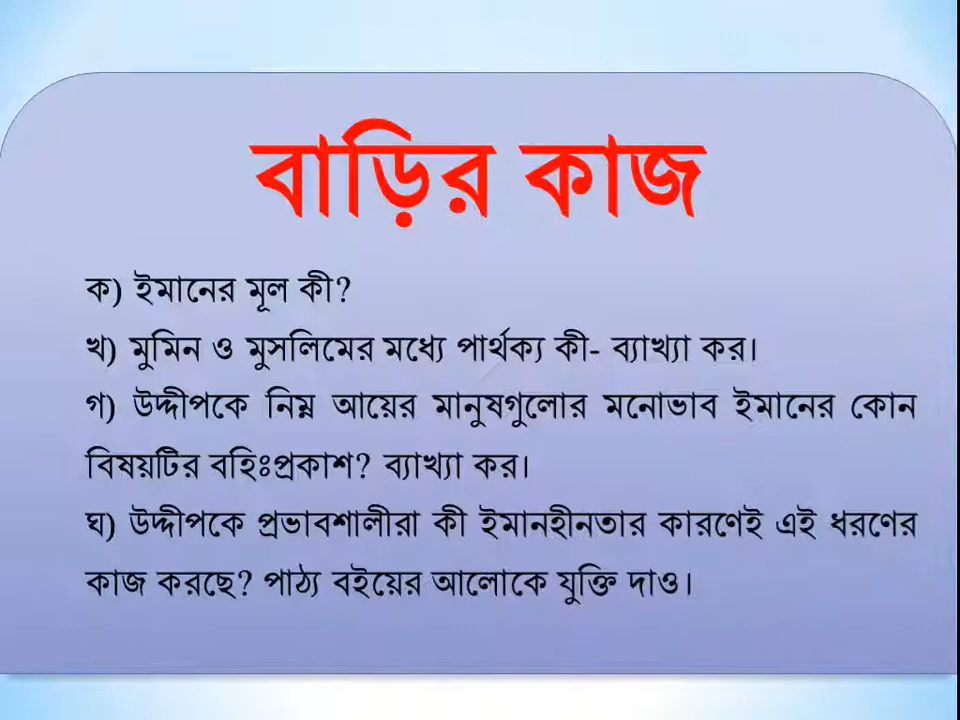 বাড়ির কাজ
ক) ইমানের মূল কী?
খ) মুমিন ও মুসলিমের মধ্যে পার্থক্য কী- ব্যাখ্যা কর।
গ) উদ্দীপকে নিম্ন আয়ের মানুষগুলোর মনোভাব ইমানের কোন
বিষয়টির বহিঃপ্রকাশ? ব্যাখ্যা কর।
ঘ) উদ্দীপকে প্রভাবশালীরা কী ইমানহীনতার কারণেই এই ধরণের
কাজ করছে? পাঠ্য বইয়ের আলোকে যুক্তি দাও।